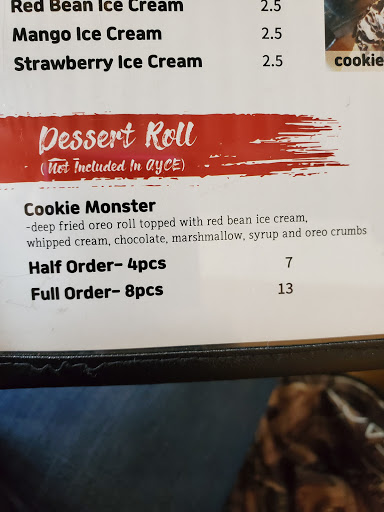 Red Bean Ice Cream 2.5
Mango Ice Cream 2.5
Strawberry Ice Cream 2.5
cookie
Dessert Roll
(Not Included In AYCE)
Cookie Monster
-deep fried oreo roll topped with red bean ice cream,
whipped cream, chocolate, marshmallow, syrup and oreo crumbs
Half Order- 4pcs 7
Full Order- 8pcs 13